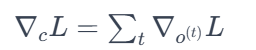 ∇_c L = ∑_t ∇_{o^{(t)}} L